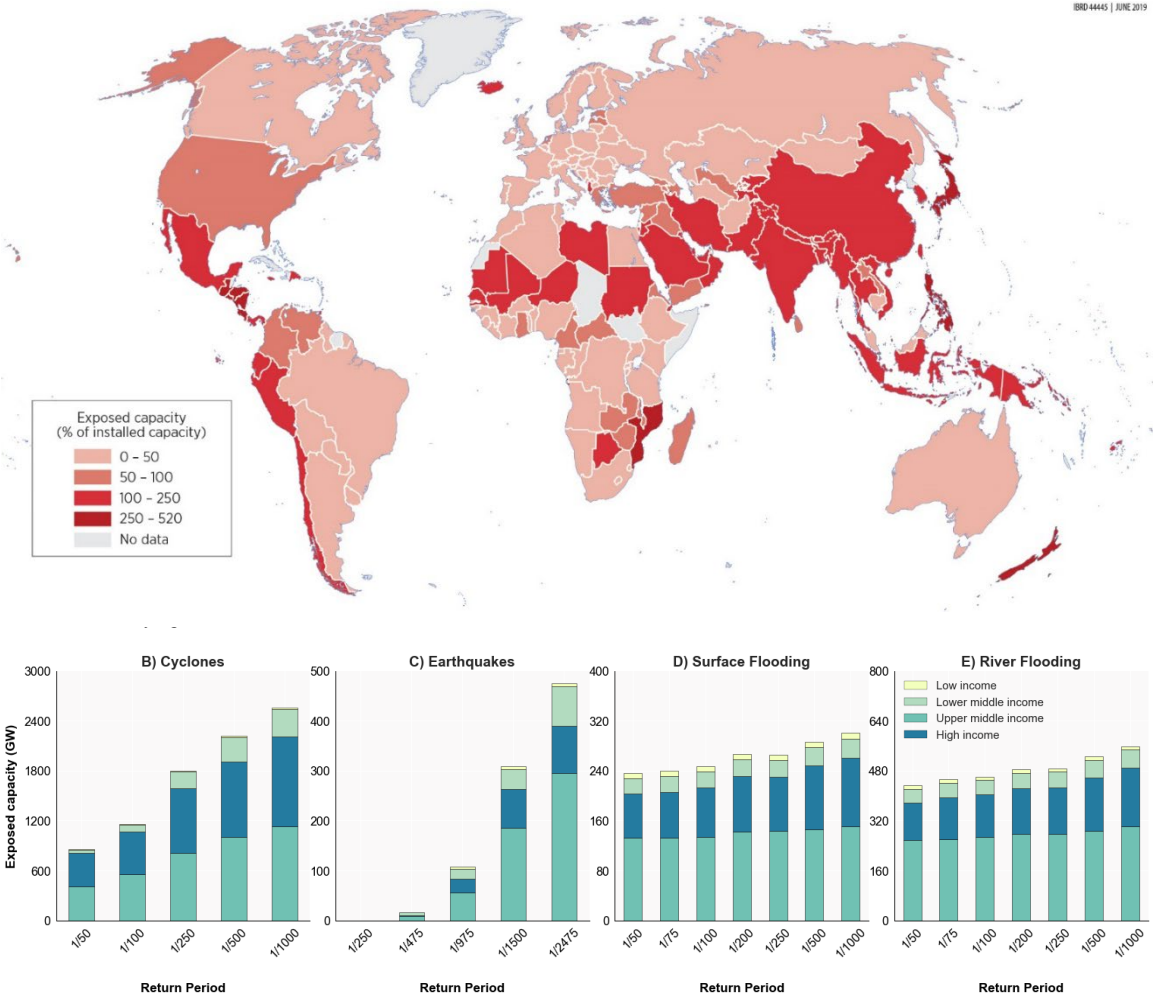 IBRD 44445 | JUNE 2019
Exposed capacity
(% of installed capacity)
0 – 50
50 – 100
100 – 250
250 – 520
No data
B) Cyclones
Exposed capacity (GW)
3000
2400
1800
1200
600
0
1/50
1/100
1/250
1/500
1/1000
Return Period
C) Earthquakes
500
400
300
200
100
0
1/250
1/475
1/975
1/1500
1/2475
Return Period
D) Surface Flooding
400
320
240
160
80
0
1/50
1/75
1/100
1/200
1/250
1/500
1/1000
Return Period
E) River Flooding
800
640
480
320
160
0
Low income
Lower middle income
Upper middle income
High income
1/50
1/75
1/100
1/200
1/250
1/500
1/1000
Return Period